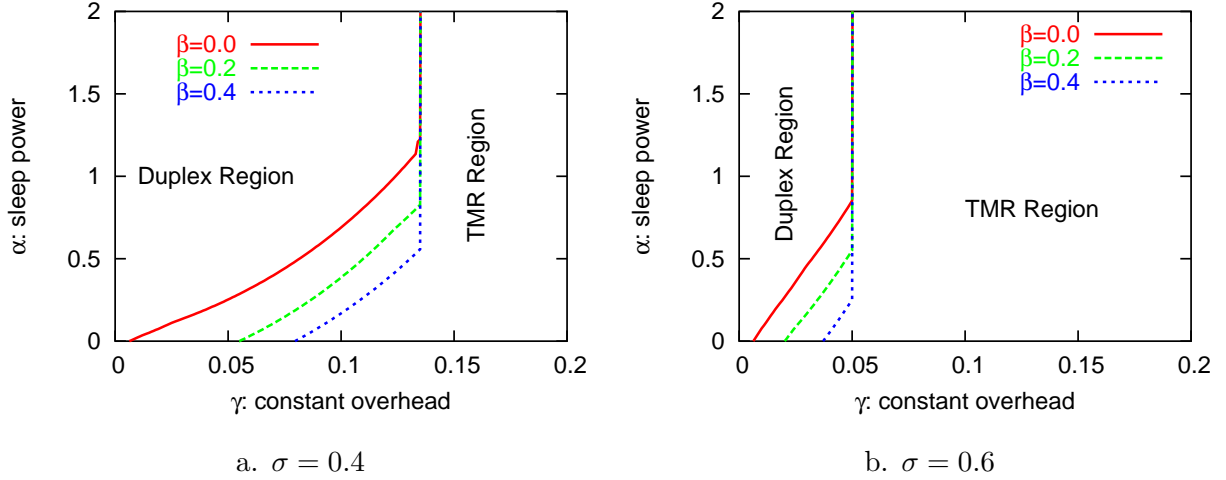 2
1.5
1
0.5
0
β=0.0
β=0.2
β=0.4
Duplex Region
TMR Region
α: sleep power
0 0.05 0.1 0.15 0.2
γ: constant overhead
a. σ = 0.4
2
1.5
1
0.5
0
β=0.0
β=0.2
β=0.4
Duplex Region
TMR Region
α: sleep power
0 0.05 0.1 0.15 0.2
γ: constant overhead
b. σ = 0.6